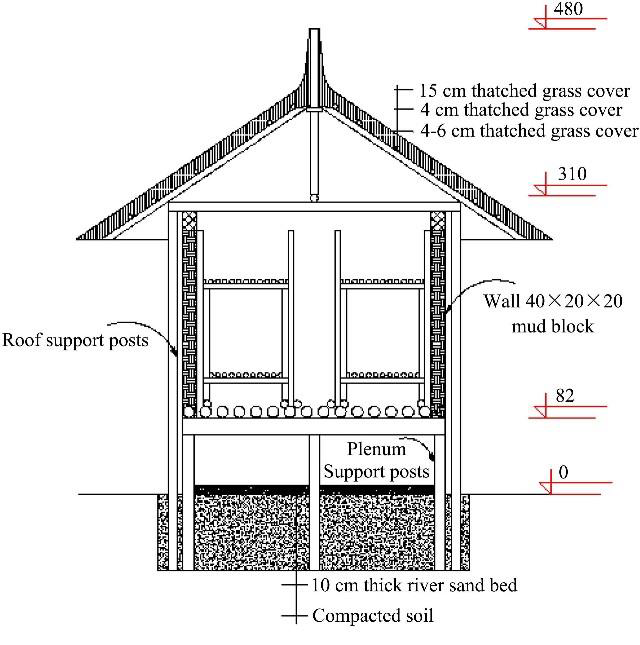 480
15 cm thatched grass cover
4 cm thatched grass cover
4-6 cm thatched grass cover
310
Wall 40×20×20
mud block
Roof support posts
82
Plenum
Support posts
0
10 cm thick river sand bed
Compacted soil